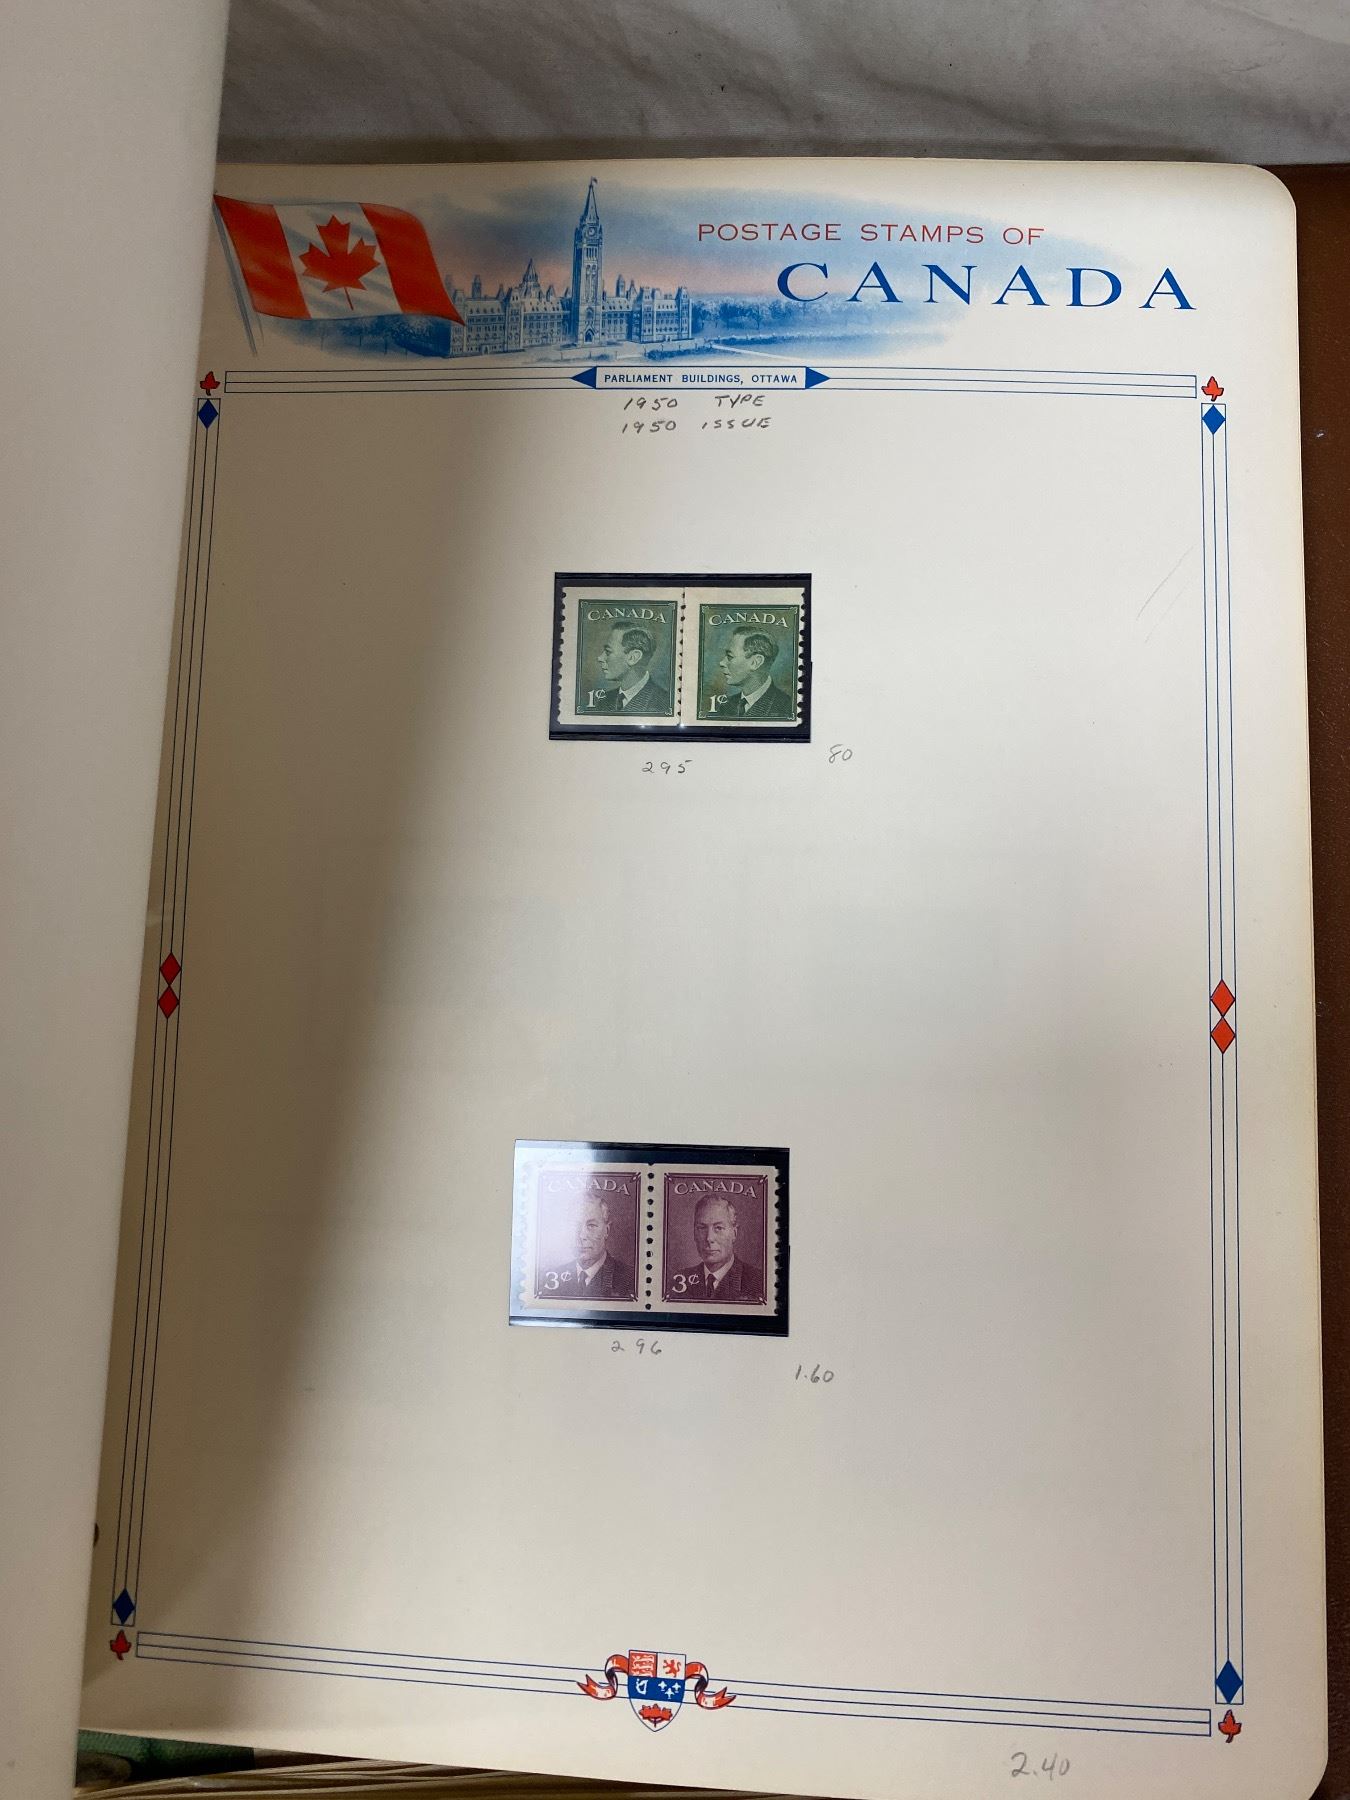 POSTAGE STAMPS OF
CANADA
PARLIAMENT BUILDINGS, OTTAWA
1950 TYPE
1950 ISSUE
CANADA CANADA
1¢ 1¢
295
80
CANADA CANADA
3¢ 3¢
296
1.60
2.40